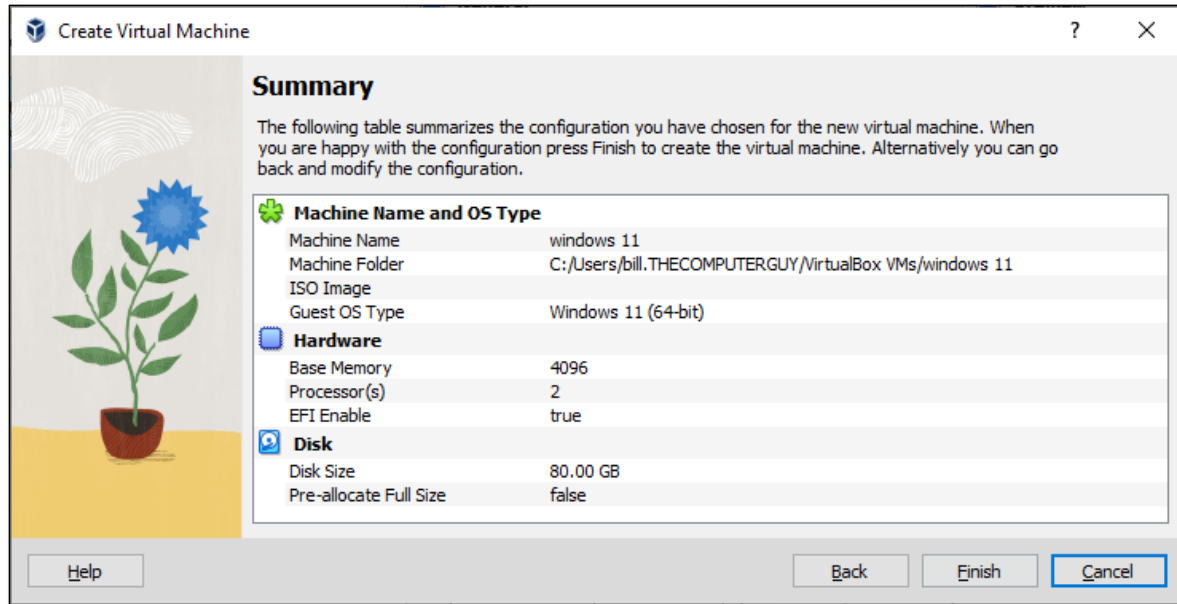 Create Virtual Machine ?
Summary
The following table summarizes the configuration you have chosen for the new virtual machine. When
you are happy with the configuration press Finish to create the virtual machine. Alternatively you can go
back and modify the configuration.
Machine Name and OS Type
Machine Name windows 11
Machine Folder C:/Users/bill.THECOMPUTERGUY/VirtualBox VMs/windows 11
ISO Image
Guest OS Type Windows 11 (64-bit)
Hardware
Base Memory 4096
Processor(s) 2
EFI Enable true
Disk
Disk Size 80.00 GB
Pre-allocate Full Size false
Help Back Finish Cancel